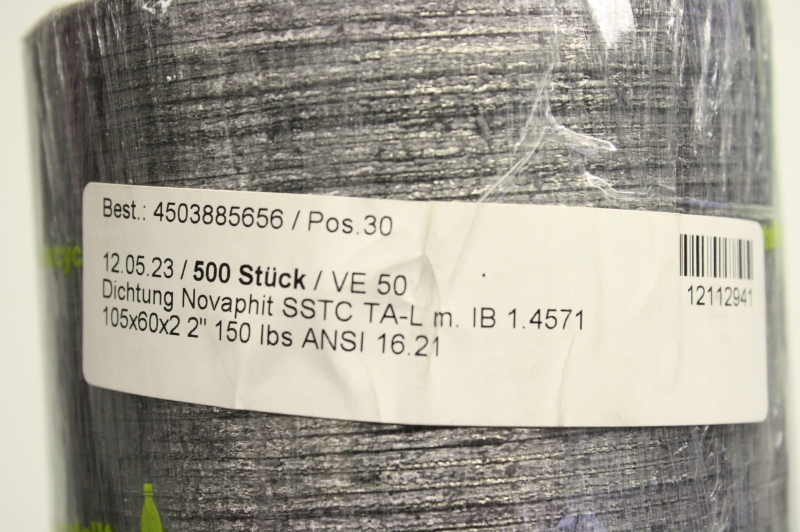 Best.: 4503885656 / Pos.30
12.05.23 / 500 Stück / VE 50
Dichtung Novaphit SSTC TA-L m. IB 1.4571
105x60x2 2" 150 lbs ANSI 16.21
12112941